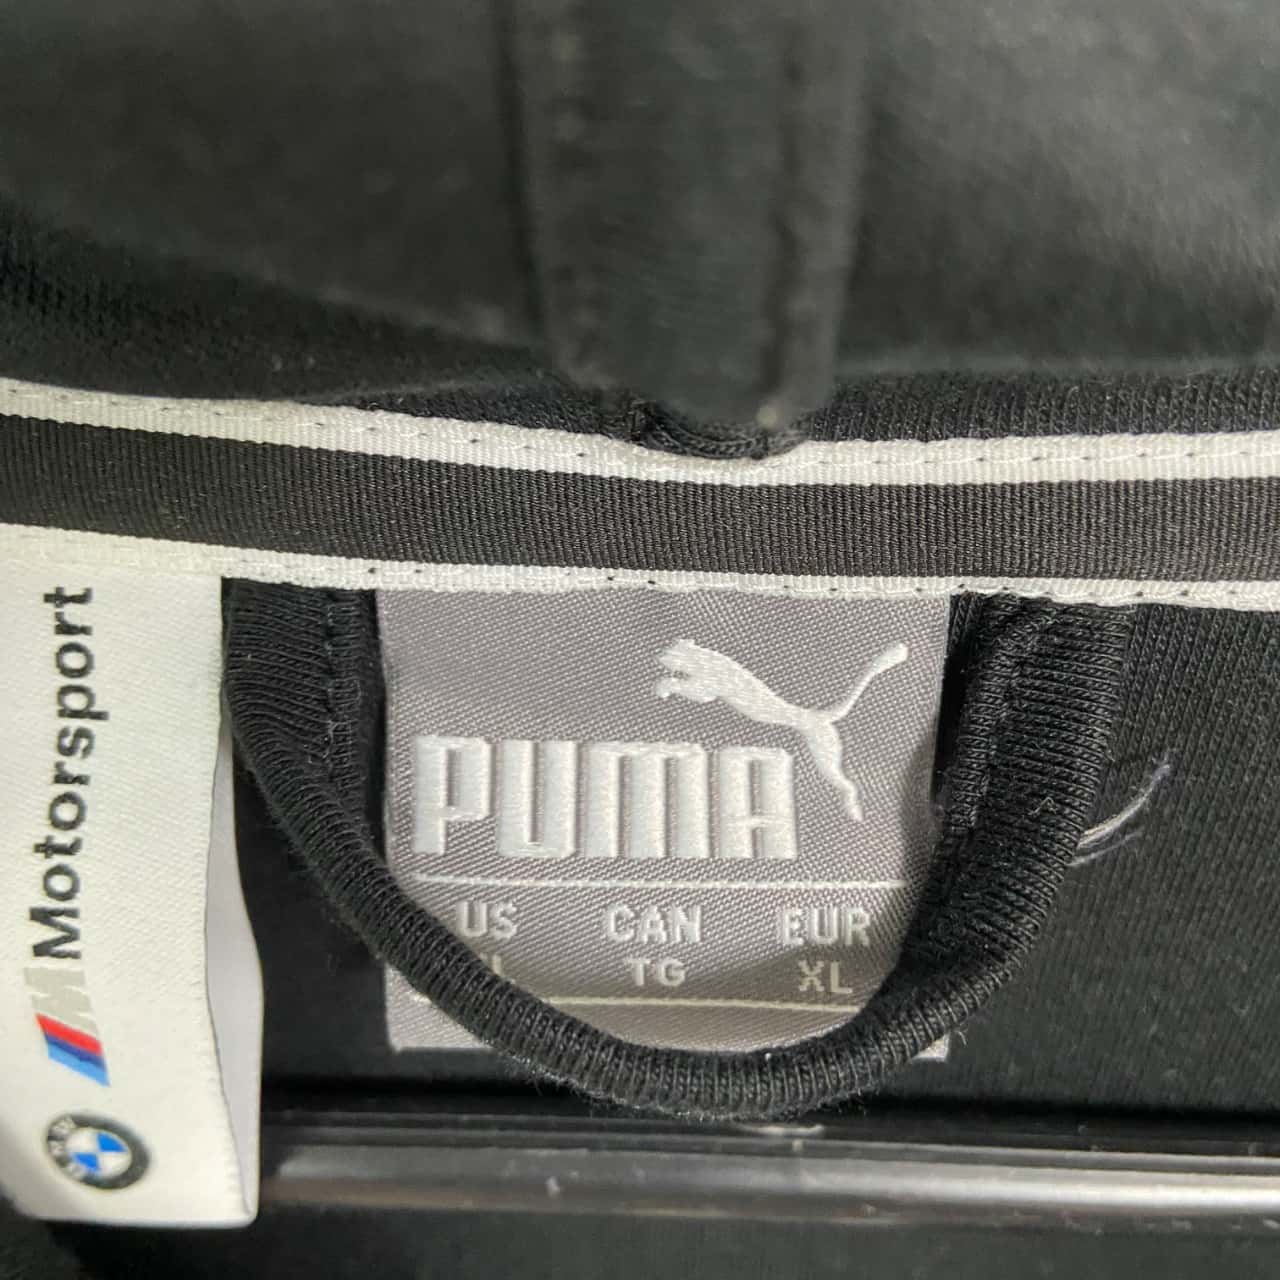 Motorsport
PUMA
US CAN EUR
TG XL